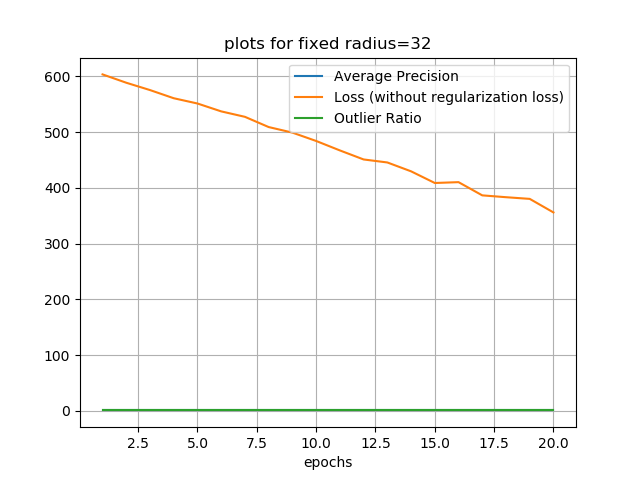 plots for fixed radius=32
Average Precision
Loss (without regularization loss)
Outlier Ratio
600
500
400
300
200
100
0
2.5 5.0 7.5 10.0 12.5 15.0 17.5 20.0
epochs